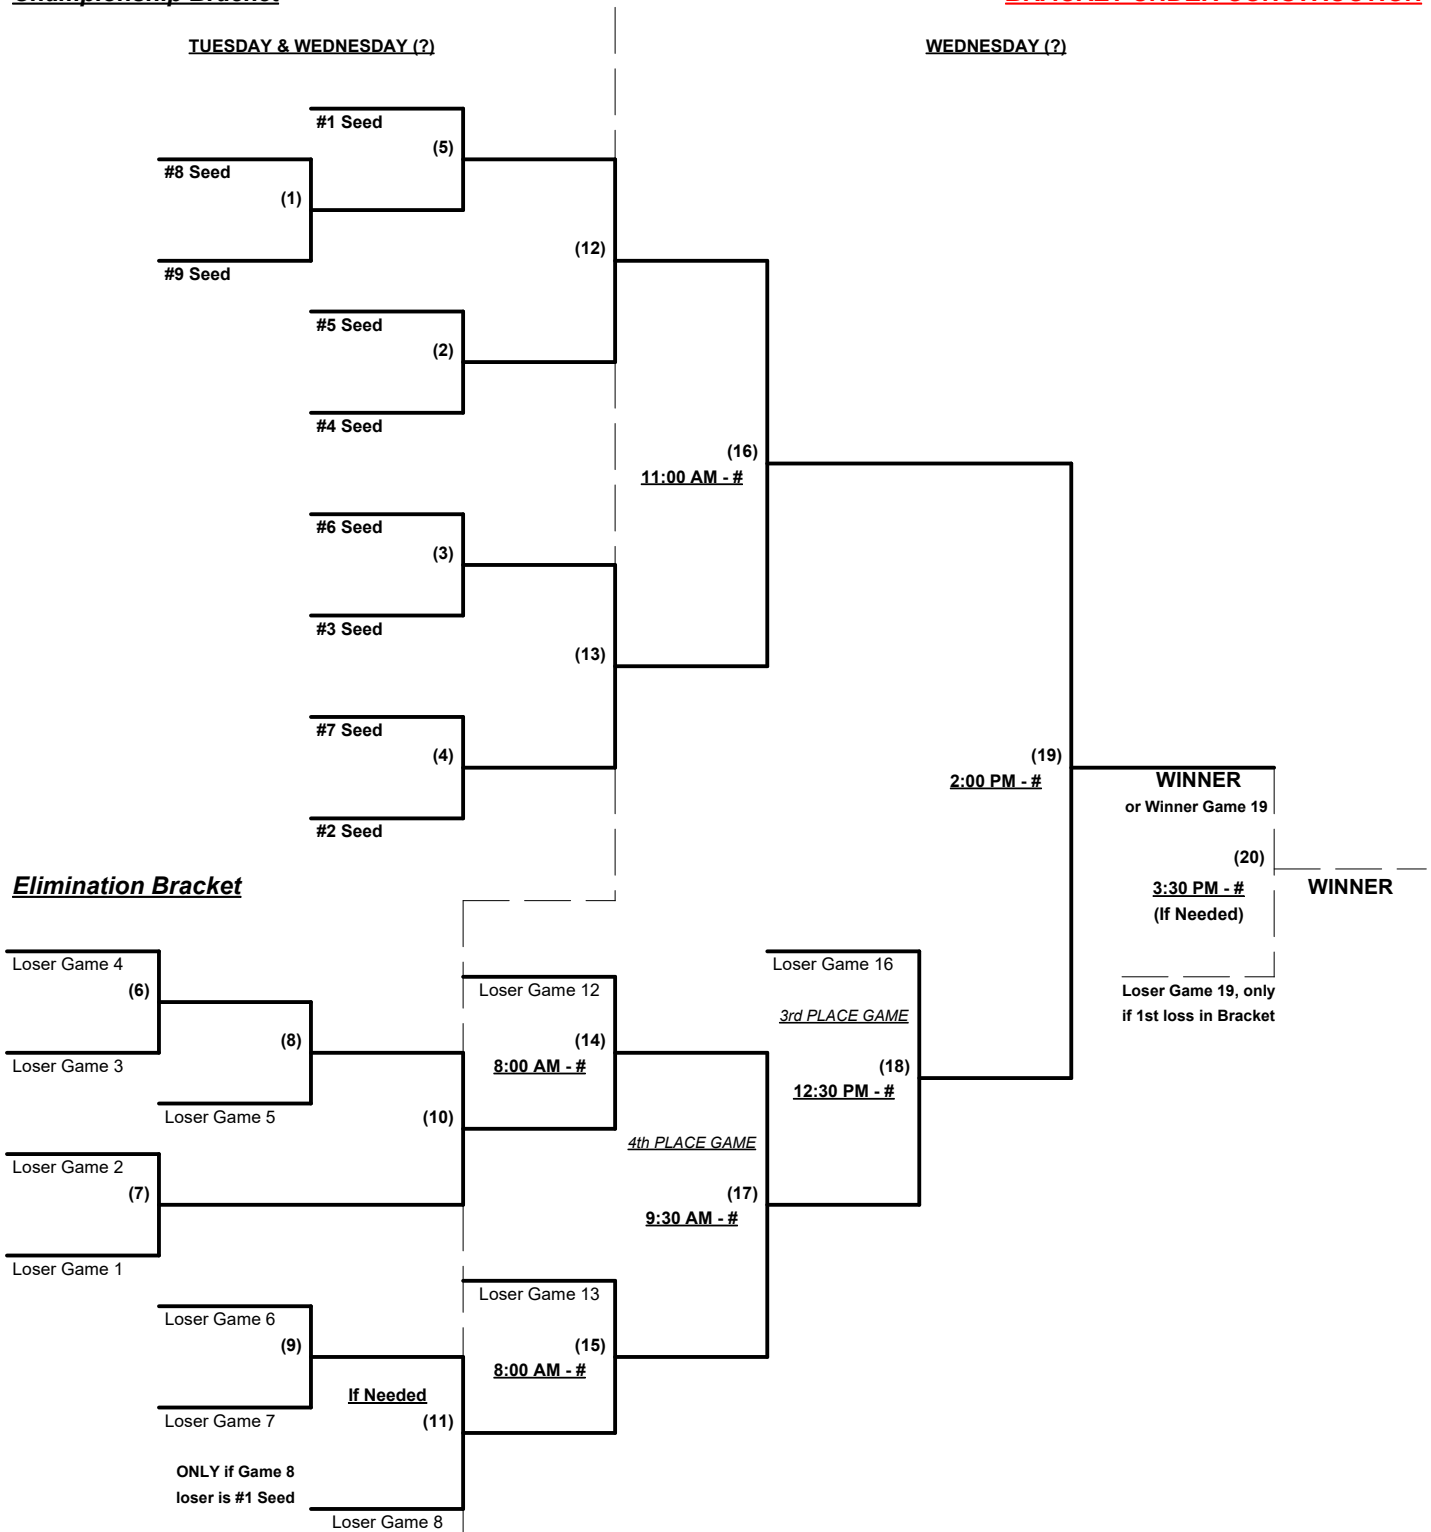 Championship Bracket
BRACKET UNDER CONSTRUCTION
TUESDAY & WEDNESDAY (?)
WEDNESDAY (?)
#1 Seed
(5)
#8 Seed
(1)
#9 Seed
(12)
#5 Seed
(2)
#4 Seed
(16)
11:00 AM - #
#6 Seed
(3)
#3 Seed
(13)
#7 Seed
(4)
#2 Seed
(19)
2:00 PM - #
WINNER
or Winner Game 19
(20)
3:30 PM - #
(If Needed)
WINNER
Loser Game 19, only
if 1st loss in Bracket
Elimination Bracket
Loser Game 4
(6)
Loser Game 3
(8)
Loser Game 5
(10)
Loser Game 2
(7)
Loser Game 1
Loser Game 12
(14)
8:00 AM - #
Loser Game 16
3rd PLACE GAME
(18)
12:30 PM - #
4th PLACE GAME
(17)
9:30 AM - #
Loser Game 6
(9)
Loser Game 7
Loser Game 13
(15)
8:00 AM - #
If Needed
(11)
ONLY if Game 8
loser is #1 Seed
Loser Game 8